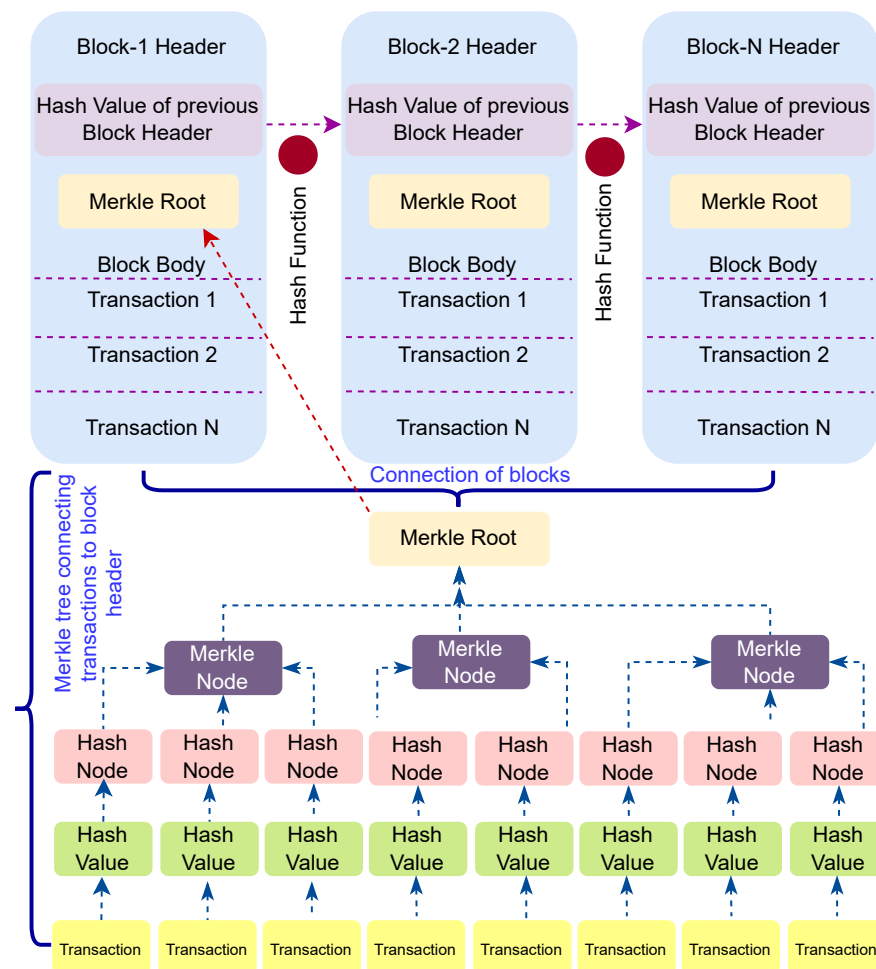 Block-1 Header
Block-2 Header
Block-N Header
Hash Value of previous
Block Header
Hash Value of previous
Block Header
Hash Value of previous
Block Header
Hash Function
Hash Function
Merkle Root
Merkle Root
Merkle Root
Block Body
Block Body
Block Body
Transaction 1
Transaction 1
Transaction 1
Transaction 2
Transaction 2
Transaction 2
Transaction N
Transaction N
Transaction N
Connection of blocks
Merkle tree connecting
transactions to block
header
Merkle Root
Merkle
Node
Merkle
Node
Merkle
Node
Hash
Node
Hash
Node
Hash
Node
Hash
Node
Hash
Node
Hash
Node
Hash
Node
Hash
Node
Hash
Value
Hash
Value
Hash
Value
Hash
Value
Hash
Value
Hash
Value
Hash
Value
Hash
Value
Transaction
Transaction
Transaction
Transaction
Transaction
Transaction
Transaction
Transaction